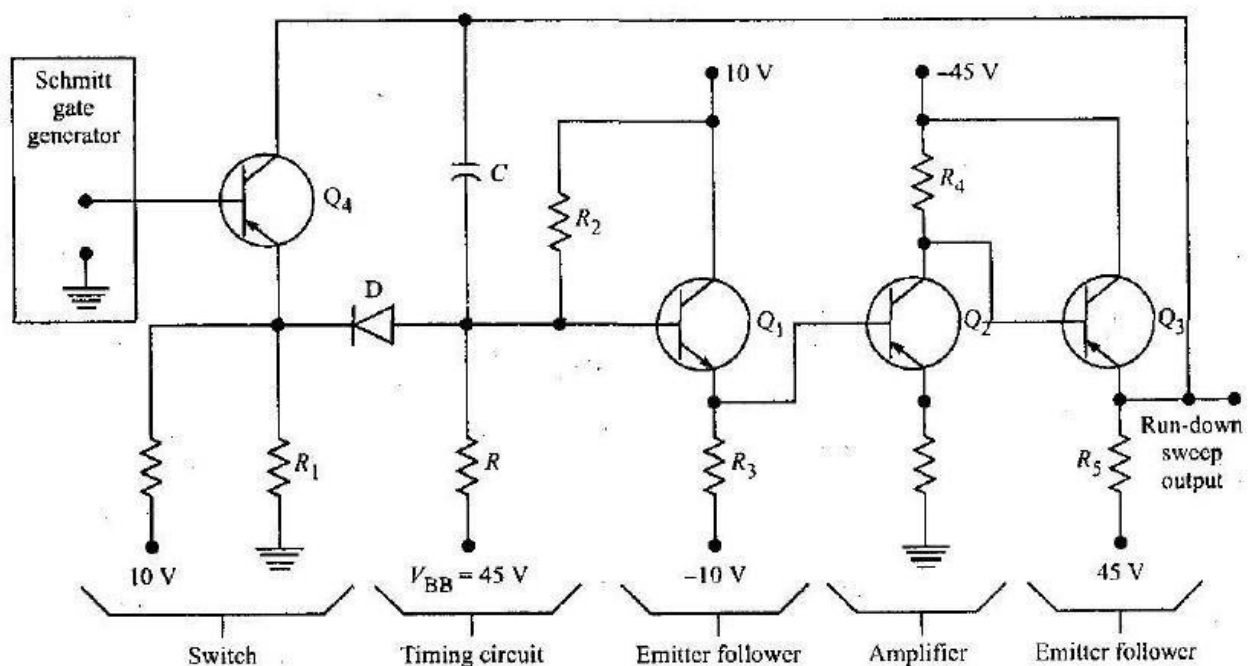 Schmitt
gate
generator
Q4
10 V
−45 V
C
R2
R4
D
Q1
Q2
Q3
R1
R
R3
R5
Run-down
sweep
output
10 V
VBB = 45 V
−10 V
45 V
Switch
Timing circuit
Emitter follower
Amplifier
Emitter follower